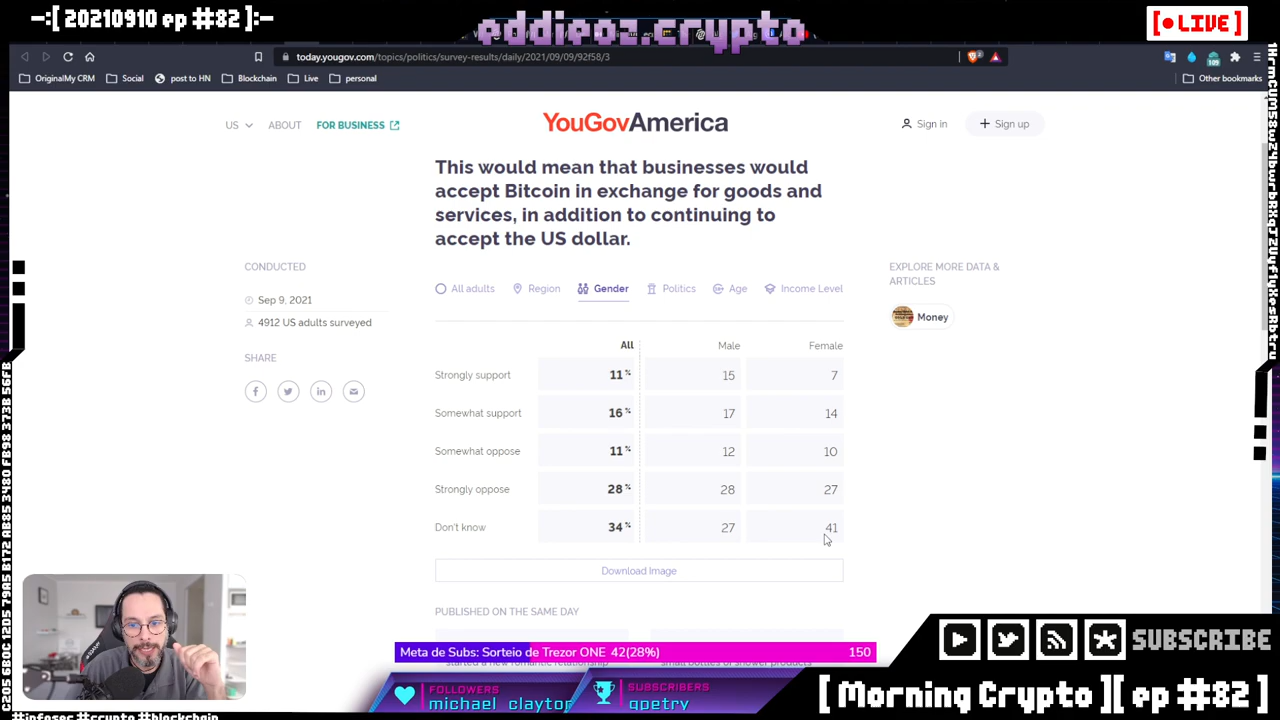 -:[ 20210910 ep #82 ]:-
eddieoz.crypto
[ • LIVE ]
today.yougov.com/topics/politics/survey-results/daily/2021/09/09/92f58/3
OriginalMy CRM
Social
post to HN
Blockchain
Live
personal
Other bookmarks
US
ABOUT
FOR BUSINESS
YouGovAmerica
Sign in
+ Sign up
This would mean that businesses would
accept Bitcoin in exchange for goods and
services, in addition to continuing to
accept the US dollar.
CONDUCTED
Sep 9, 2021
4912 US adults surveyed
SHARE
All adults
Region
Gender
Politics
Age
Income Level
EXPLORE MORE DATA &
ARTICLES
Money
All Male Female
Strongly support 11% 15 7
Somewhat support 16% 17 14
Somewhat oppose 11% 12 10
Strongly oppose 28% 28 27
Don't know 34% 27 41
Download Image
PUBLISHED ON THE SAME DAY
Meta de Subs: Sorteio de Trezor ONE 42(28%) 150
FOLLOWERS
michael_clayton
SUBSCRIBERS
gpetry
SUBSCRIBE
[ Morning Crypto ][ ep #82 ]
#infosec #crypto #blockchain